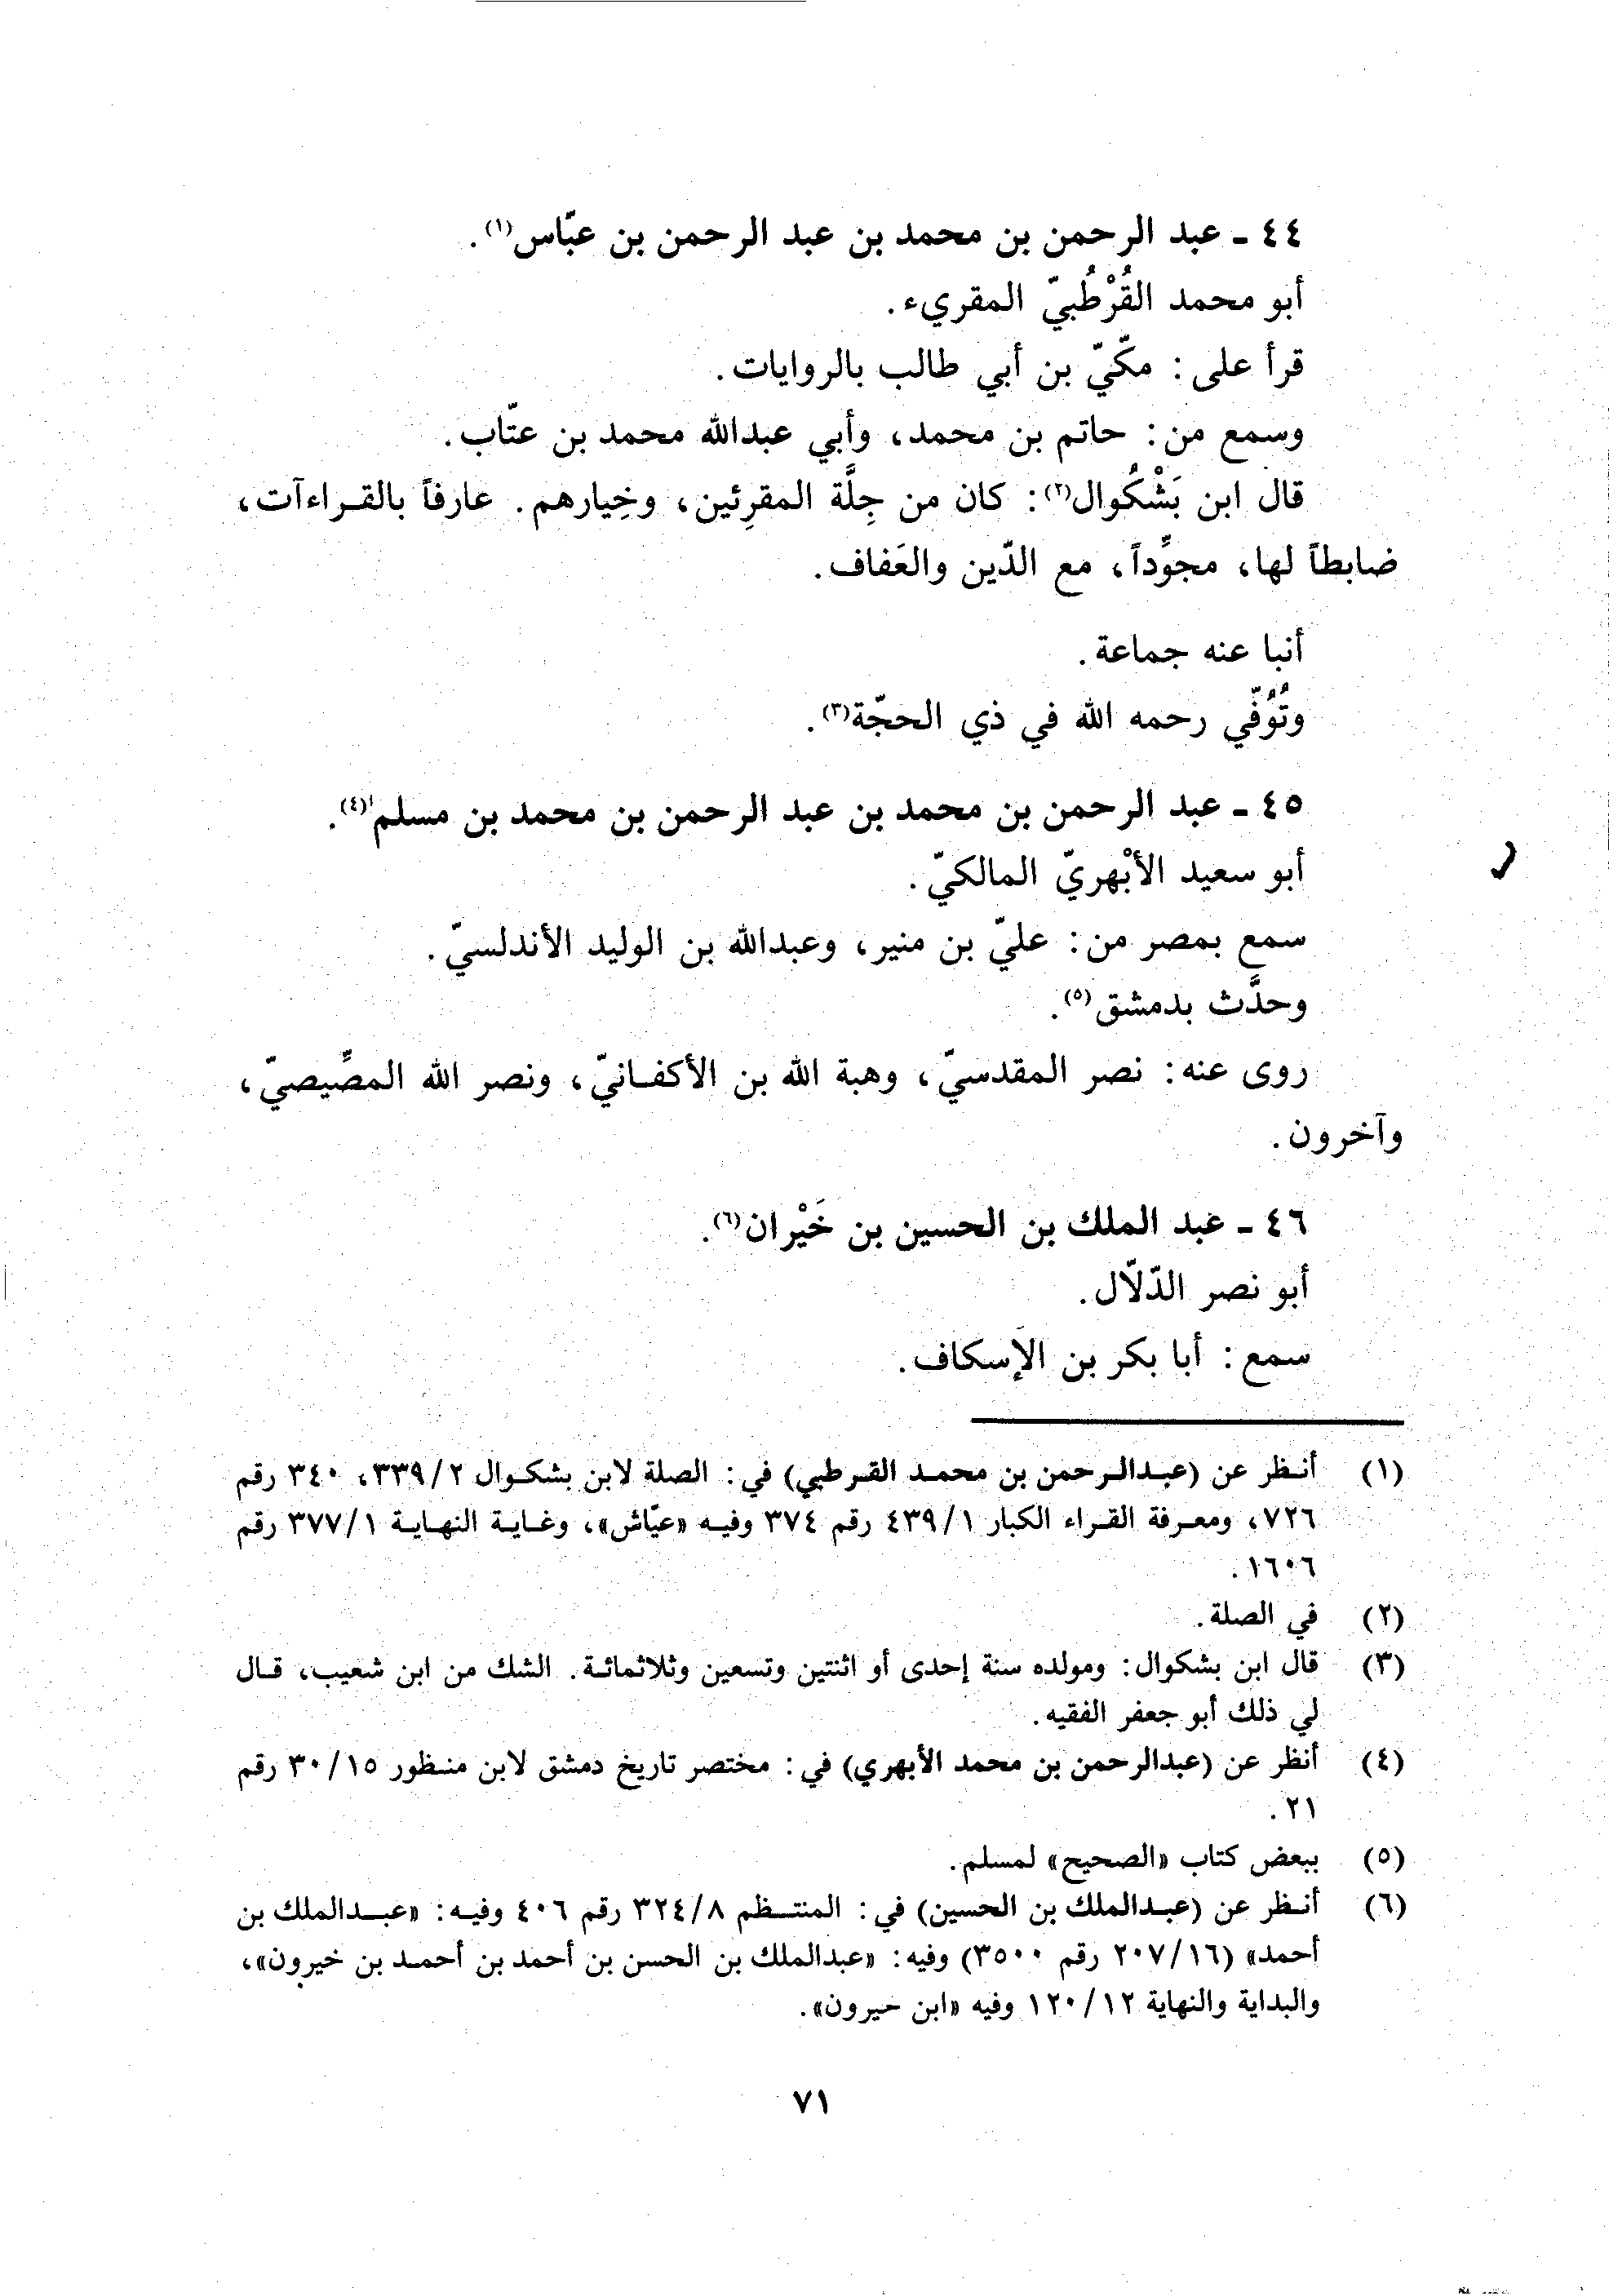 ٤٤ ـ عبد الرحمن بن محمد بن عبد الرحمن بن عبّاس(١).
أبو محمد القُرْطُبيّ المقريء.
قرأ على: مكّيّ بن أبي طالب بالروايات.
وسمع من: حاتم بن محمد، وأبي عبدالله محمد بن عتّاب.
قال ابن بَشْكُوال(٢): كان من جِلَّة المقرِئين، وخِيارهم. عارفاً بالقراءآت،
ضابطاً لها، مجوِّداً، مع الدّين والعَفاف.
أنبا عنه جماعة.
وتُوُفّي رحمه الله في ذي الحجّة(٣).
٤٥ ـ عبد الرحمن بن محمد بن عبد الرحمن بن محمد بن مسلم(٤).
أبو سعيد الأبْهريّ المالكيّ.
سمع بمصر من: عليّ بن منير، وعبدالله بن الوليد الأندلسيّ.
وحدَّث بدمشق(٥).
روى عنه: نصر المقدسيّ، وهبة الله بن الأكفانيّ، ونصر الله المصِّيصيّ،
وآخرون.
٤٦ ـ عبد الملك بن الحسين بن خَيْران(٦).
أبو نصر الدّلّال.
سمع: أبا بكر بن الإسكاف.
(١) أنظر عن (عبدالرحمن بن محمد القرطبي) في: الصلة لابن بشكوال ٢/٣٣٩، ٣٤٠ رقم
٧٢٦، ومعرفة القراء الكبار ١/٤٣٩ رقم ٣٧٤ وفيه «عيّاش»، وغاية النهاية ١/٣٧٧ رقم
١٦٠٦.
(٢) في الصلة.
(٣) قال ابن بشكوال: ومولده سنة إحدى أو اثنتين وتسعين وثلاثمائة. الشك من ابن شعيب، قال
لي ذلك أبو جعفر الفقيه.
(٤) أنظر عن (عبدالرحمن بن محمد الأبهري) في: مختصر تاريخ دمشق لابن منظور ١٥/٣٠ رقم
٢١.
(٥) ببعض كتاب «الصحيح» لمسلم.
(٦) أنظر عن (عبدالملك بن الحسين) في: المنتظم ٨/٣٢٤ رقم ٤٠٦ وفيه: «عبدالملك بن
أحمد» (١٦/٢٠٧ رقم ٣٥٠٠) وفيه: «عبدالملك بن الحسن بن أحمد بن أحمد بن خيرون»،
والبداية والنهاية ١٢/١٢٠ وفيه «ابن حيرون».
٧١